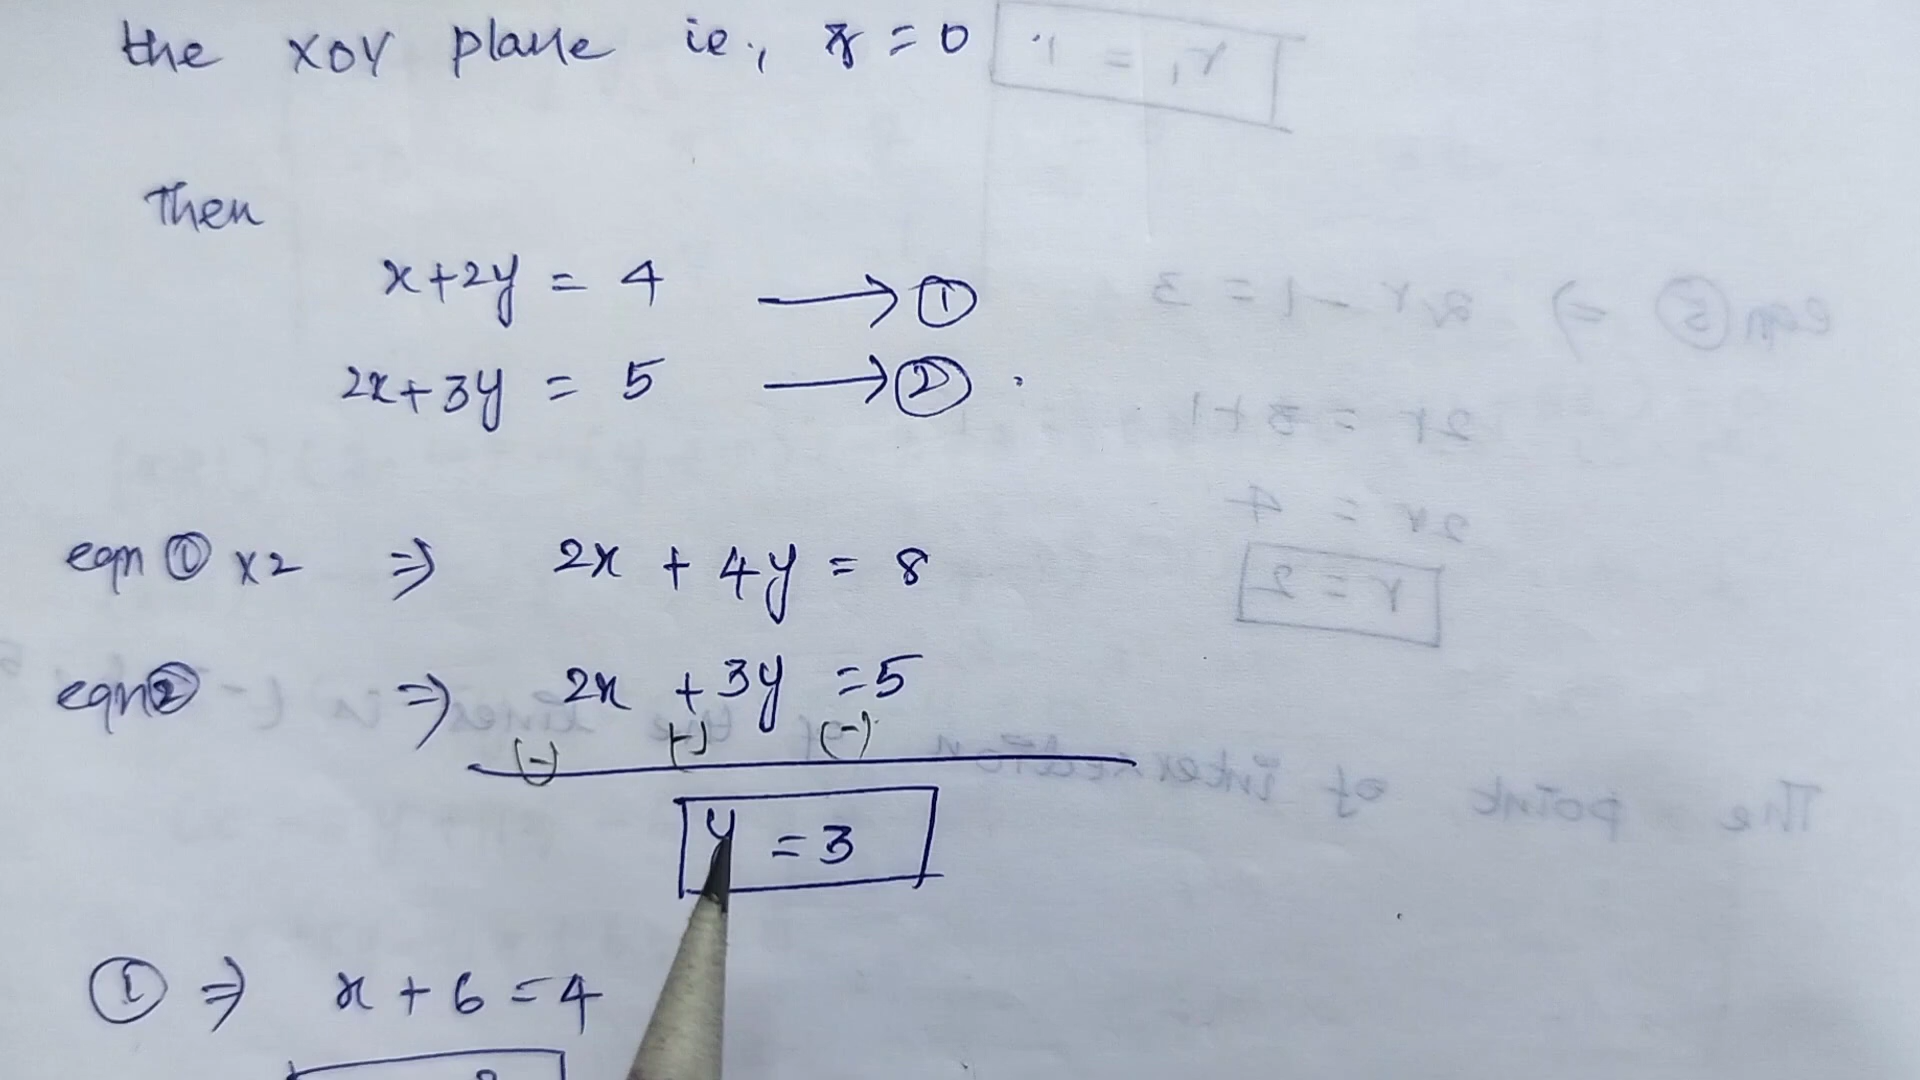 the XOY plane ie., z = 0
Then
x+2y = 4 ⟶ ①
2x+3y = 5 ⟶ ②
eqn ① x2 ⇒ 2x + 4y = 8
eqn② ⇒ 2x +3y =5
(-) (-) (-)
y = 3
① ⇒ x + 6 = 4